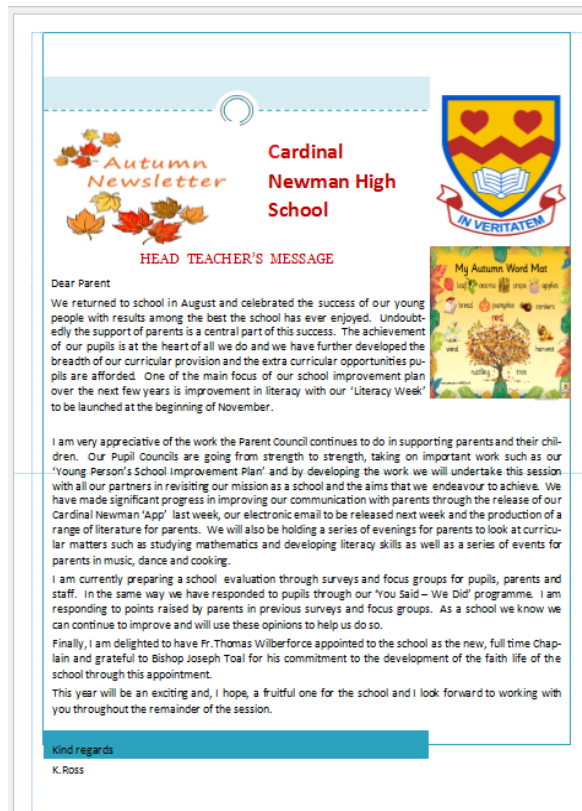 Autumn
Newsletter
Cardinal
Newman High
School
IN VERITATEM
HEAD TEACHER'S MESSAGE
My Autumn Word Mat
leaf acorns crops apples
bread pumpkin conkers
red
wind harvest
rustling tree
Dear Parent
We returned to school in August and celebrated the success of our young
people with results among the best the school has ever enjoyed. Undoubt-
edly the support of parents is a central part of this success. The achievement
of our pupils is at the heart of all we do and we have further developed the
breadth of our curricular provision and the extra curricular opportunities pu-
pils are afforded. One of the main focus of our school improvement plan
over the next few years is improvement in literacy with our 'Literacy Week'
to be launched at the beginning of November.
I am very appreciative of the work the Parent Council continues to do in supporting parents and their chil-
dren. Our Pupil Councils are going from strength to strength, taking on important work such as our
'Young Person's School Improvement Plan' and by developing the work we will undertake this session
with all our partners in revisiting our mission as a school and the aims that we endeavour to achieve. We
have made significant progress in improving our communication with parents through the release of our
Cardinal Newman 'App' last week, our electronic email to be released next week and the production of a
range of literature for parents. We will also be holding a series of evenings for parents to look at curricu-
lar matters such as studying mathematics and developing literacy skills as well as a series of events for
parents in music, dance and cooking.
I am currently preparing a school evaluation through surveys and focus groups for pupils, parents and
staff. In the same way we have responded to pupils through our 'You Said – We Did' programme. I am
responding to points raised by parents in previous surveys and focus groups. As a school we know we
can continue to improve and will use these opinions to help us do so.
Finally, I am delighted to have Fr.Thomas Wilberforce appointed to the school as the new, full time Chap-
lain and grateful to Bishop Joseph Toal for his commitment to the development of the faith life of the
school through this appointment.
This year will be an exciting and, I hope, a fruitful one for the school and I look forward to working with
you throughout the remainder of the session.
Kind regards
K.Ross